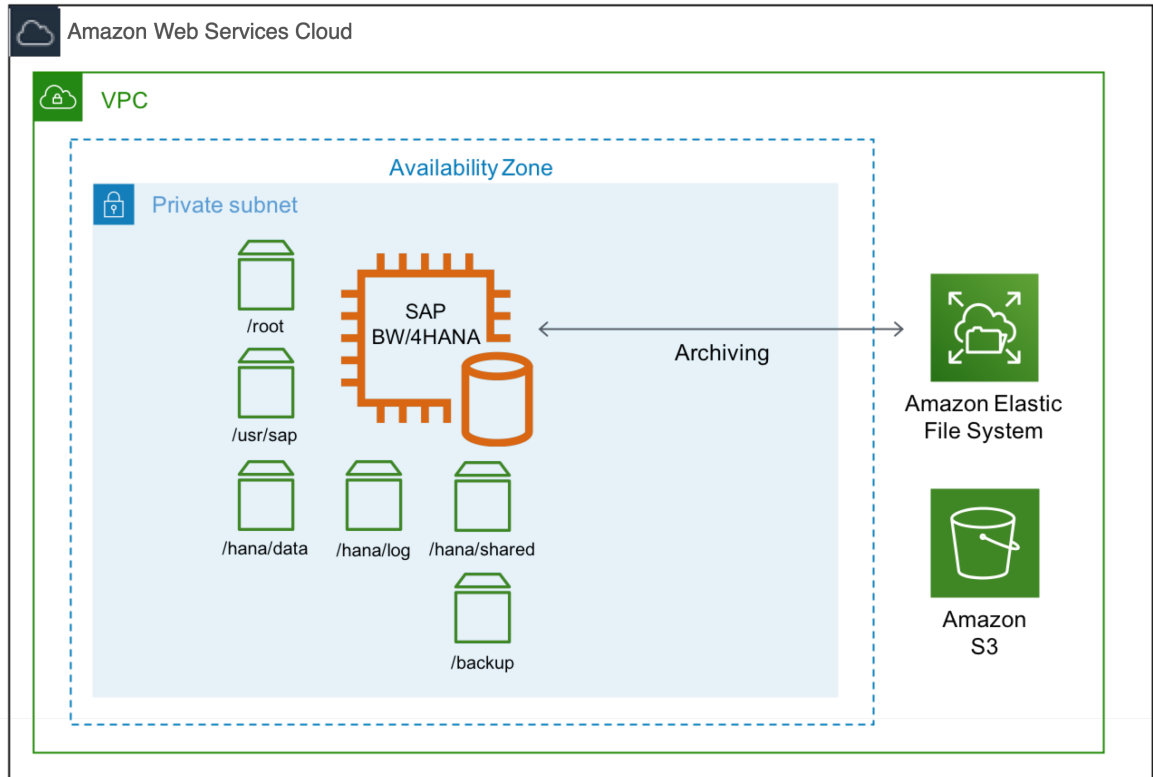 Amazon Web Services Cloud
VPC
Availability Zone
Private subnet
/root
SAP
BW/4HANA
Archiving
/usr/sap
Amazon Elastic
File System
/hana/data
/hana/log
/hana/shared
Amazon
S3
/backup